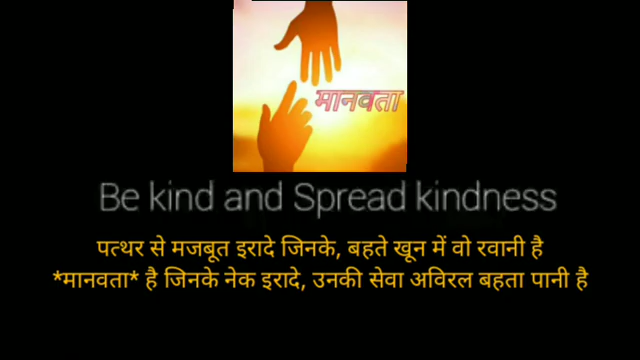 मानवता
Be kind and Spread kindness
पत्थर से मजबूत इरादे जिनके, बहते खून में वो रवानी है
*मानवता* है जिनके नेक इरादे, उनकी सेवा अविरल बहता पानी है